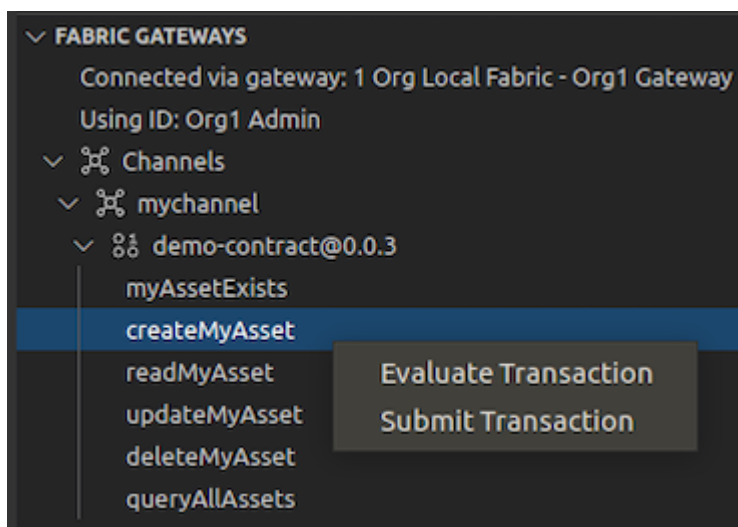 FABRIC GATEWAYS
Connected via gateway: 1 Org Local Fabric - Org1 Gateway
Using ID: Org1 Admin
Channels
mychannel
demo-contract@0.0.3
myAssetExists
createMyAsset
readMyAsset
Evaluate Transaction
updateMyAsset
Submit Transaction
deleteMyAsset
queryAllAssets